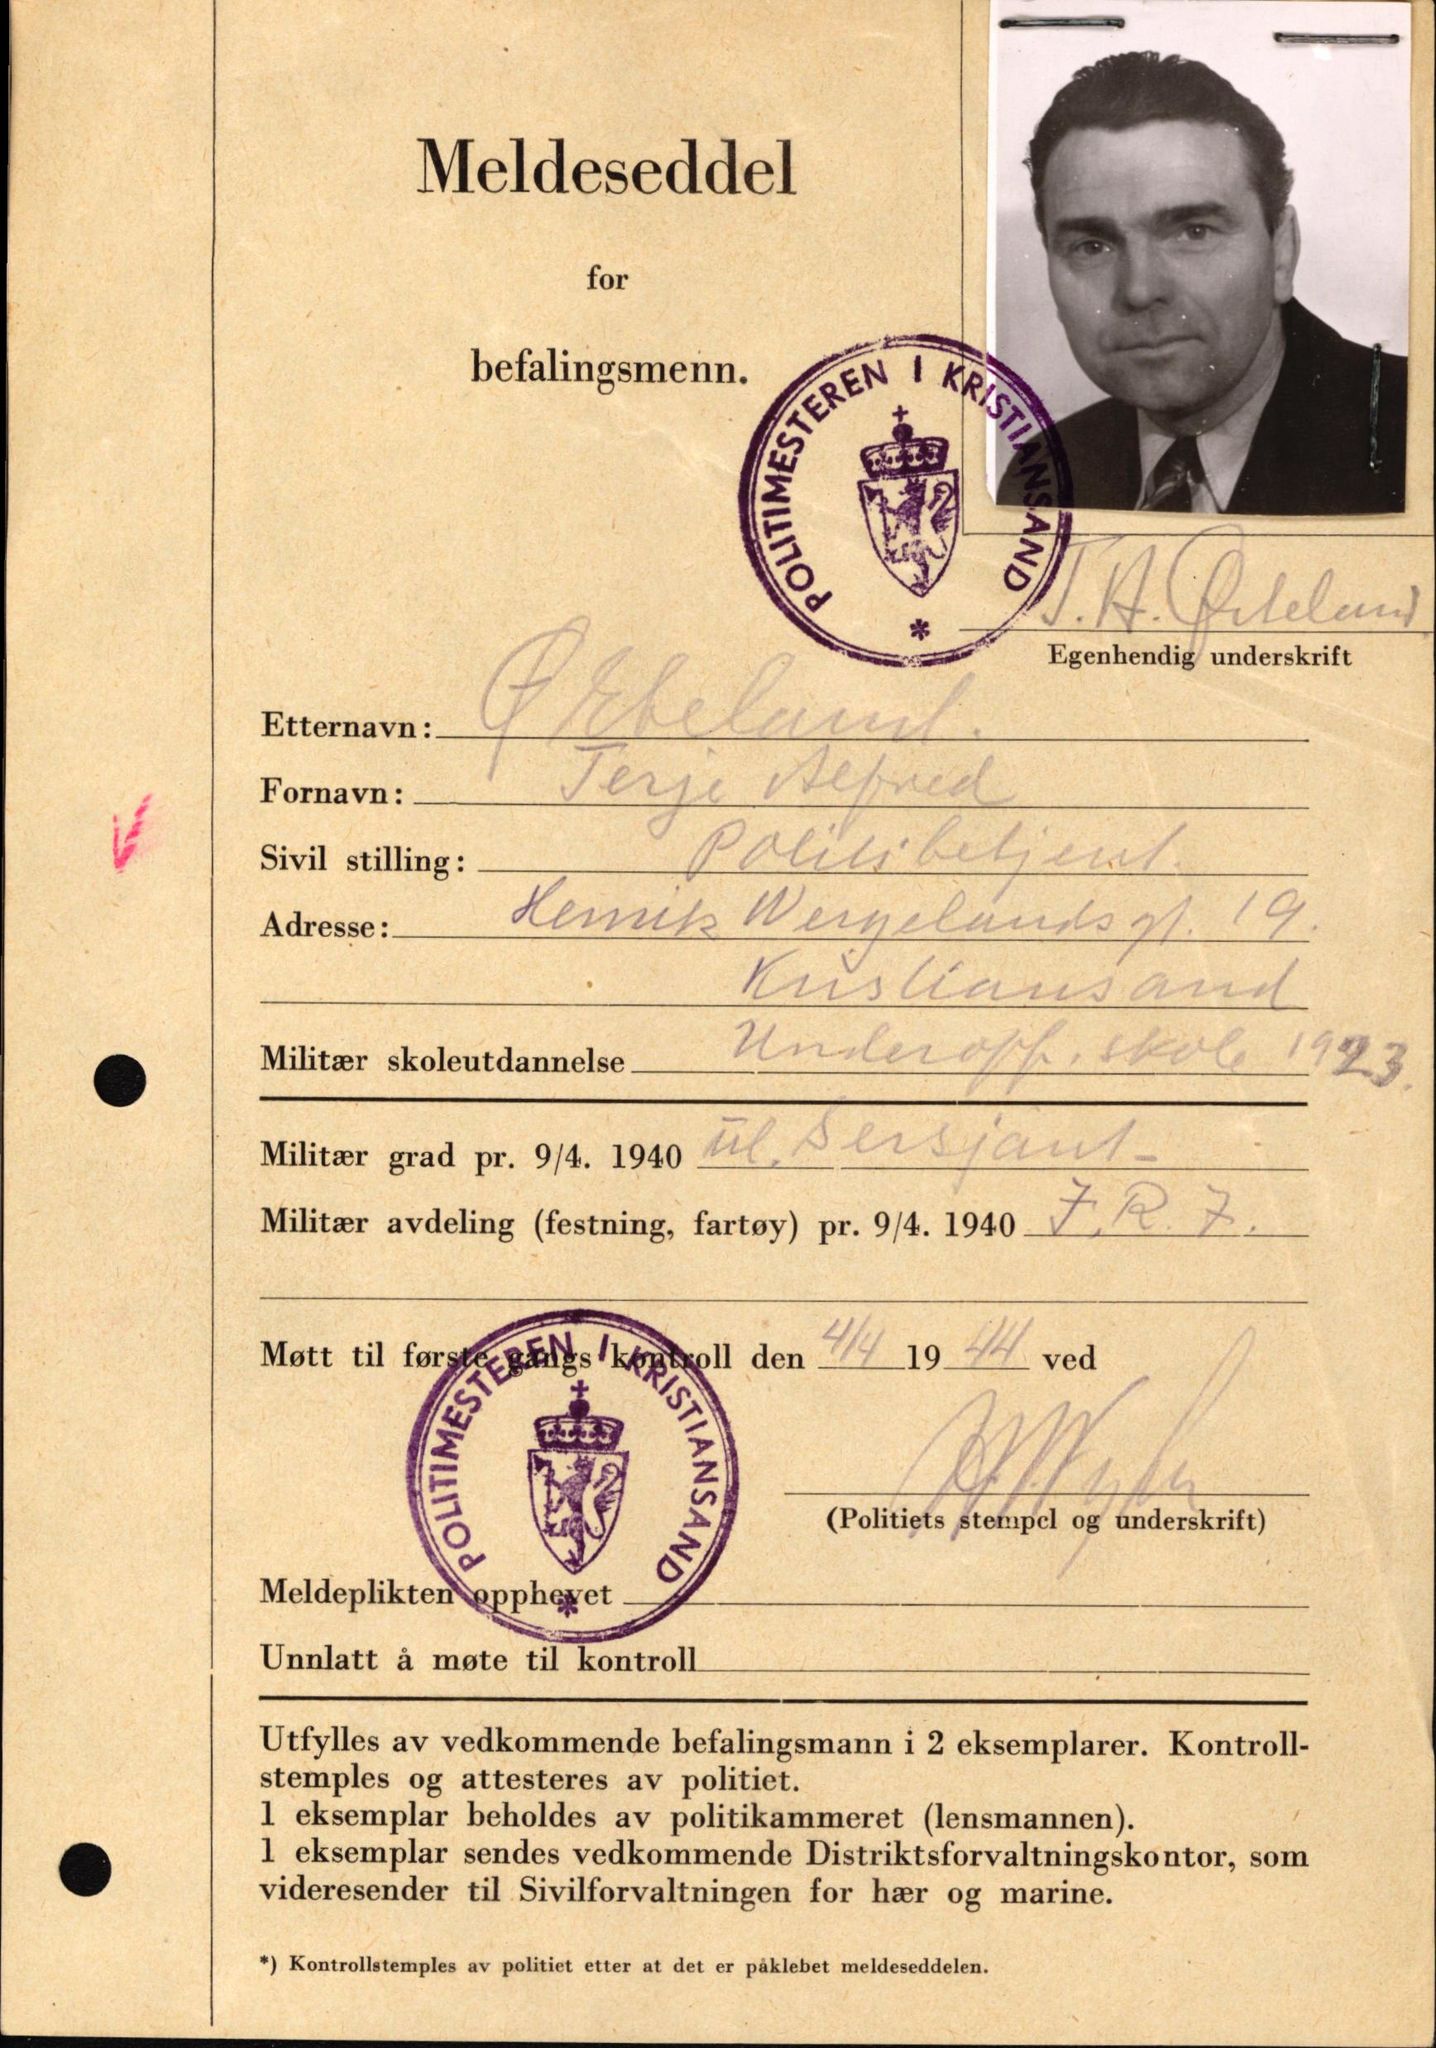 Meldeseddel
for
befalingsmenn.
POLITIMESTEREN I KRISTIANSAND *
T. A. Ørbeland
Egenhendig underskrift
Etternavn: Ørbeland.
Fornavn: Terje Alfred
Sivil stilling: Politibetjent.
Adresse: Henrik Wergelands gt. 19.
Kristiansand
Militær skoleutdannelse Underoff. skole 1923.
Militær grad pr. 9/4. 1940 Sersjant
Militær avdeling (festning, fartøy) pr. 9/4. 1940 I. R. 7.
Møtt til første gangs kontroll den 4/4 1944 ved
POLITIMESTEREN I KRISTIANSAND *
(Politiets stempel og underskrift)
Meldeplikten opphevet
Unnlatt å møte til kontroll
Utfylles av vedkommende befalingsmann i 2 eksemplarer. Kontroll-
stemples og attesteres av politiet.
1 eksemplar beholdes av politikammeret (lensmannen).
1 eksemplar sendes vedkommende Distriktsforvaltningskontor, som
videresender til Sivilforvaltningen for hær og marine.
*) Kontrollstemples av politiet etter at det er påklebet meldeseddelen.